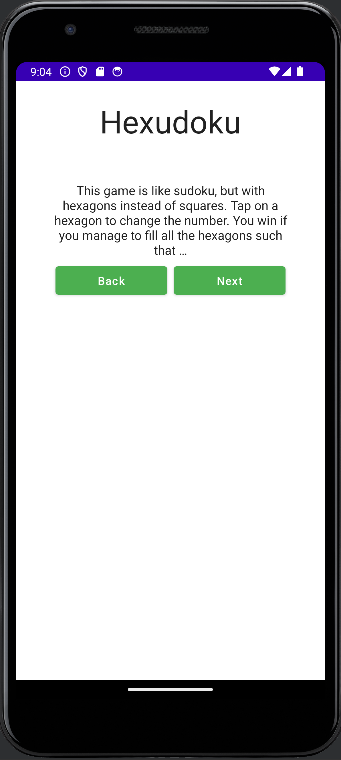 9:04
Hexudoku
This game is like sudoku, but with
hexagons instead of squares. Tap on a
hexagon to change the number. You win if
you manage to fill all the hexagons such
that …
Back
Next